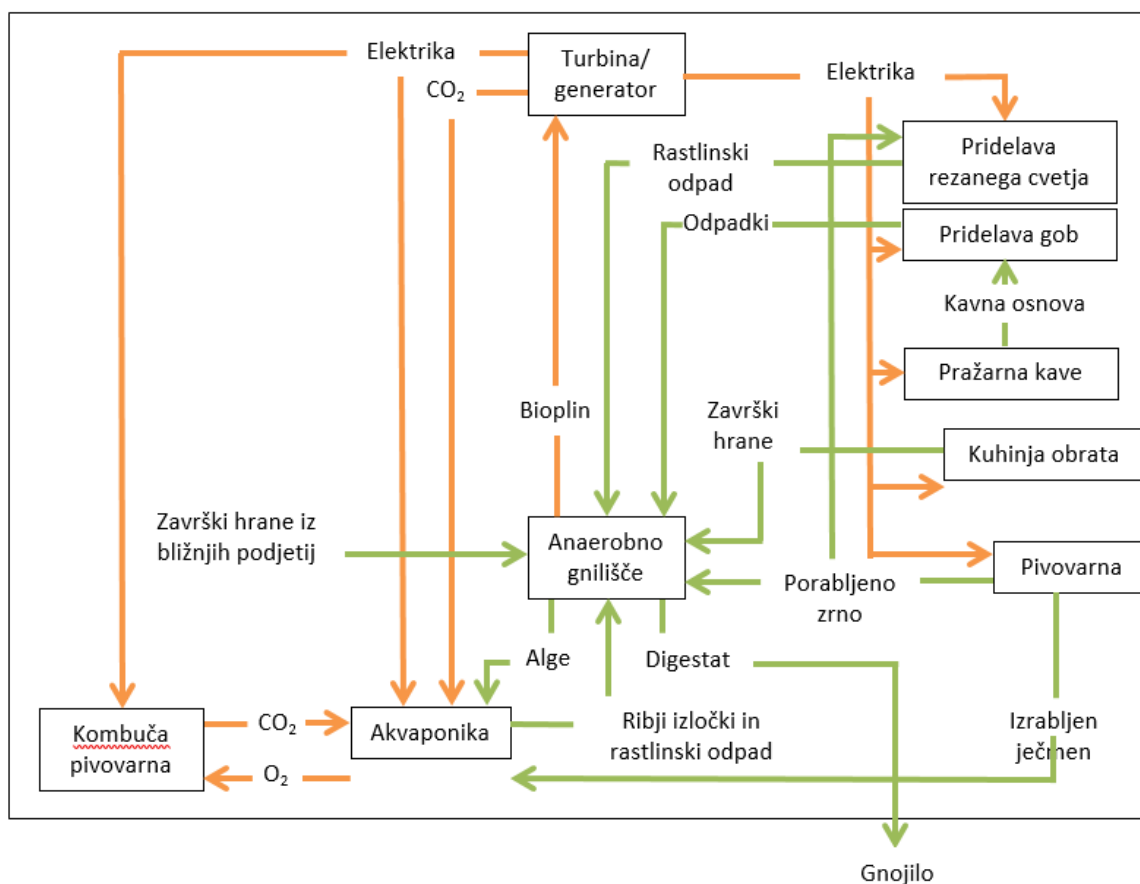 Elektrika
Turbina/
generator
Elektrika
CO₂
Rastlinski
odpad
Pridelava
rezanega cvetja
Odpadki
Pridelava gob
Kavna osnova
Pražarna kave
Bioplin
Završki
hrane
Kuhinja obrata
Završki hrane iz
bližnjih podjetij
Anaerobno
gnilišče
Porabljeno
zrno
Pivovarna
Alge
Digestat
Kombuča
pivovarna
CO₂
O₂
Akvaponika
Ribji izločki in
rastlinski odpad
Izrabljen
ječmen
Gnojilo